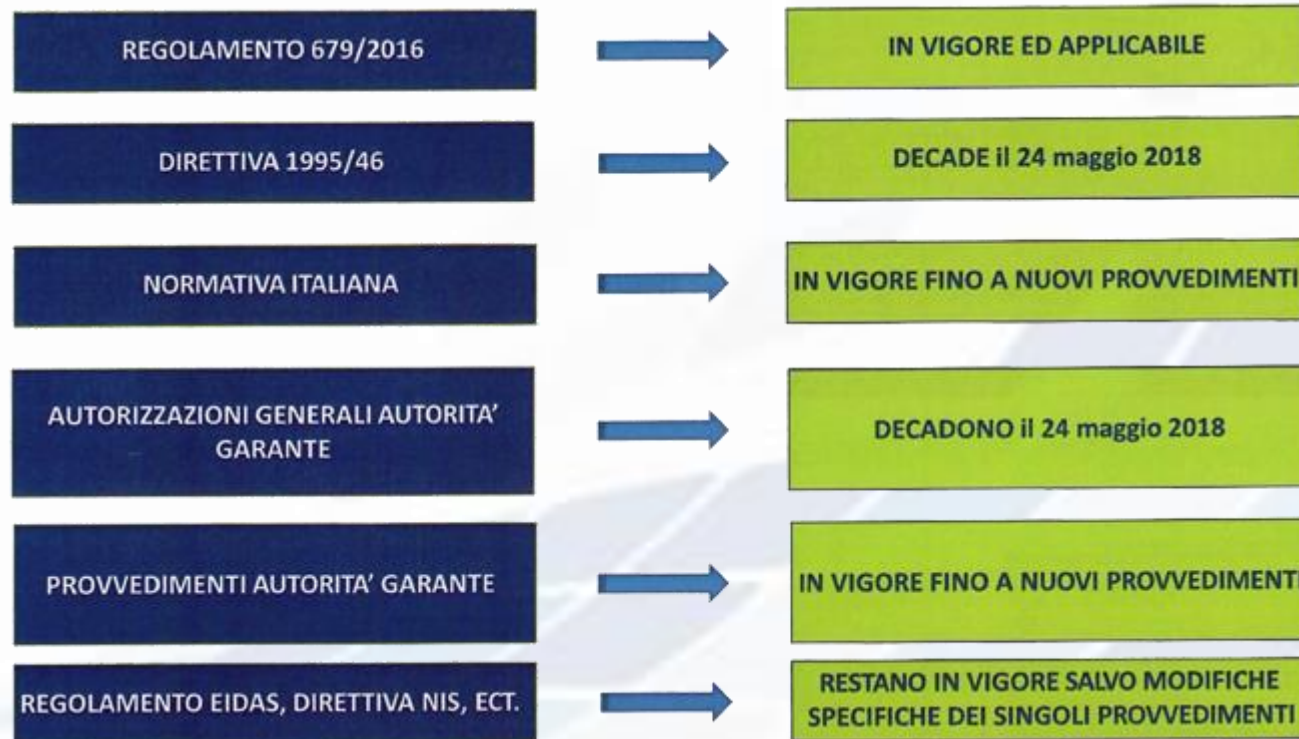 REGOLAMENTO 679/2016
IN VIGORE ED APPLICABILE
DIRETTIVA 1995/46
DECADE il 24 maggio 2018
NORMATIVA ITALIANA
IN VIGORE FINO A NUOVI PROVVEDIMENTI
AUTORIZZAZIONI GENERALI AUTORITA'
GARANTE
DECADONO il 24 maggio 2018
PROVVEDIMENTI AUTORITA' GARANTE
IN VIGORE FINO A NUOVI PROVVEDIMENTI
REGOLAMENTO EIDAS, DIRETTIVA NIS, ECT.
RESTANO IN VIGORE SALVO MODIFICHE
SPECIFICHE DEI SINGOLI PROVVEDIMENTI